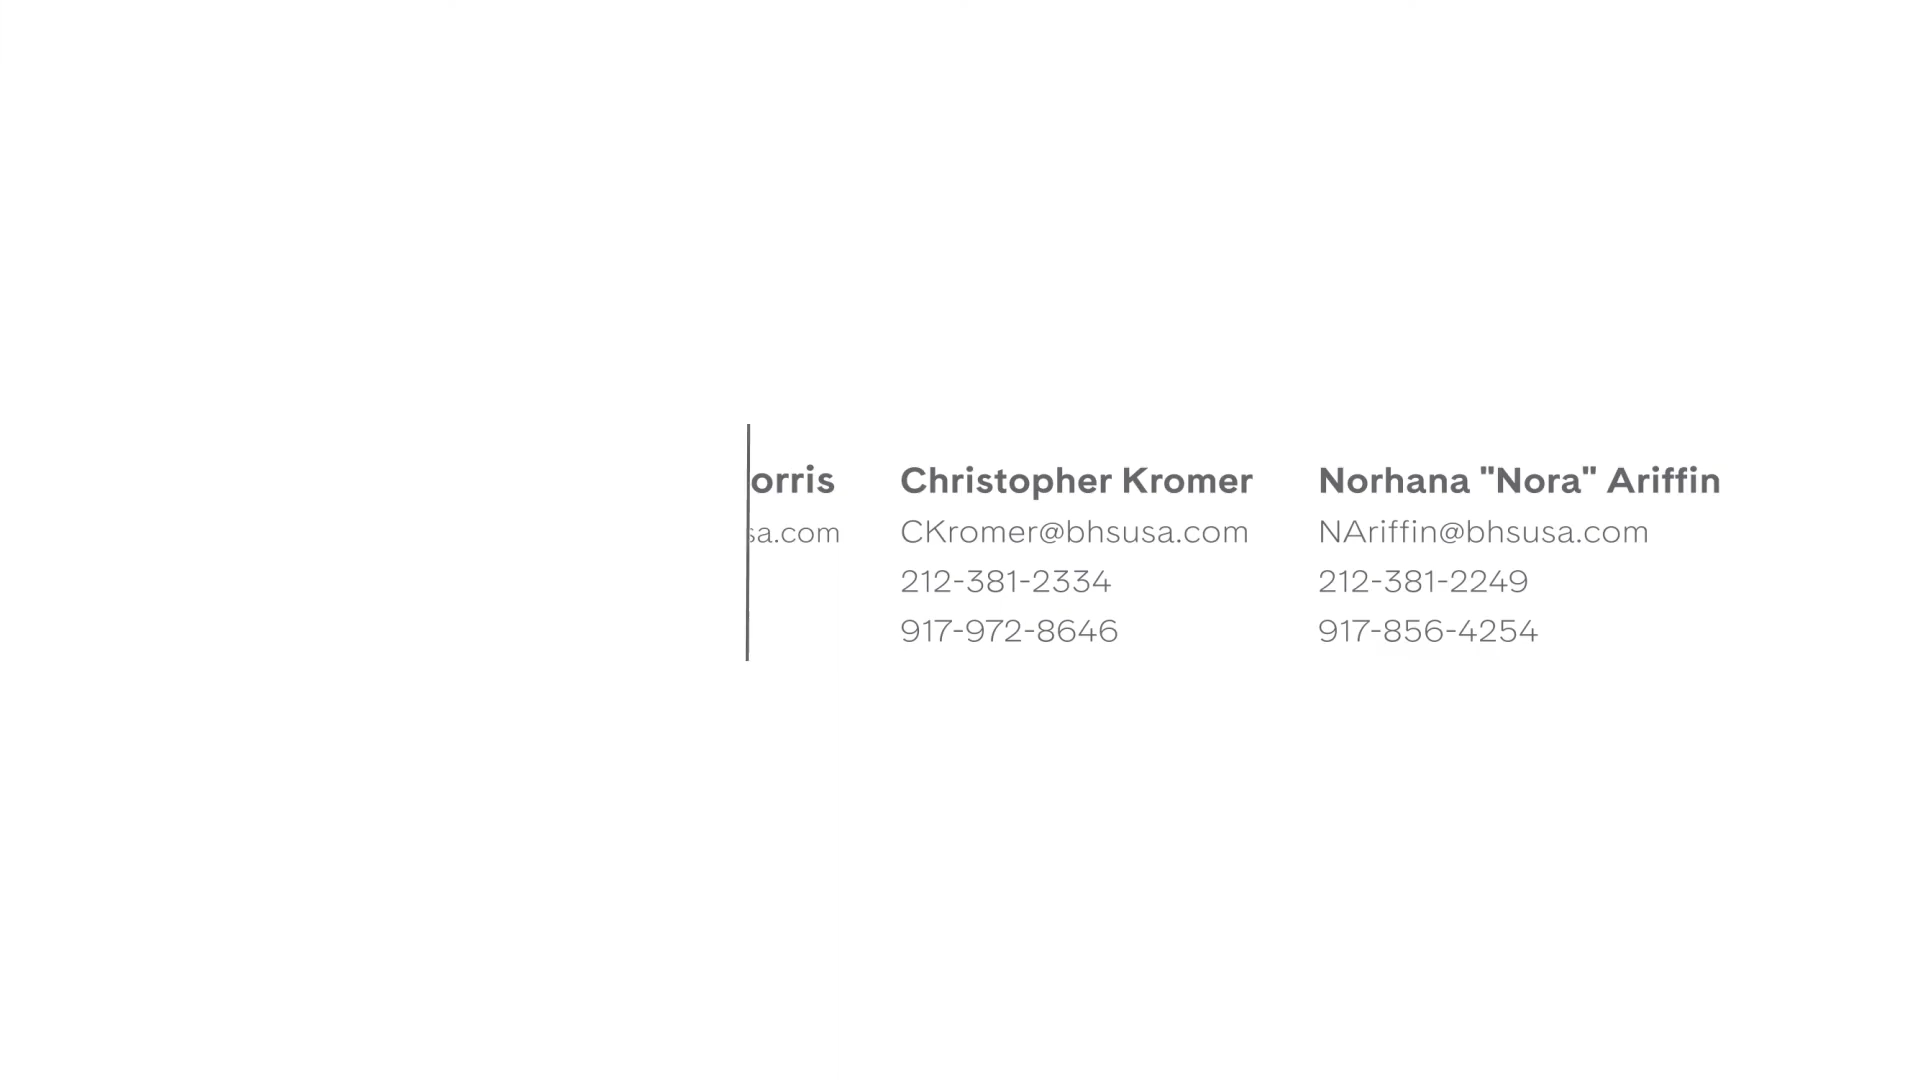 orris
sa.com
Christopher Kromer
CKromer@bhsusa.com
212-381-2334
917-972-8646
Norhana "Nora" Ariffin
NAriffin@bhsusa.com
212-381-2249
917-856-4254